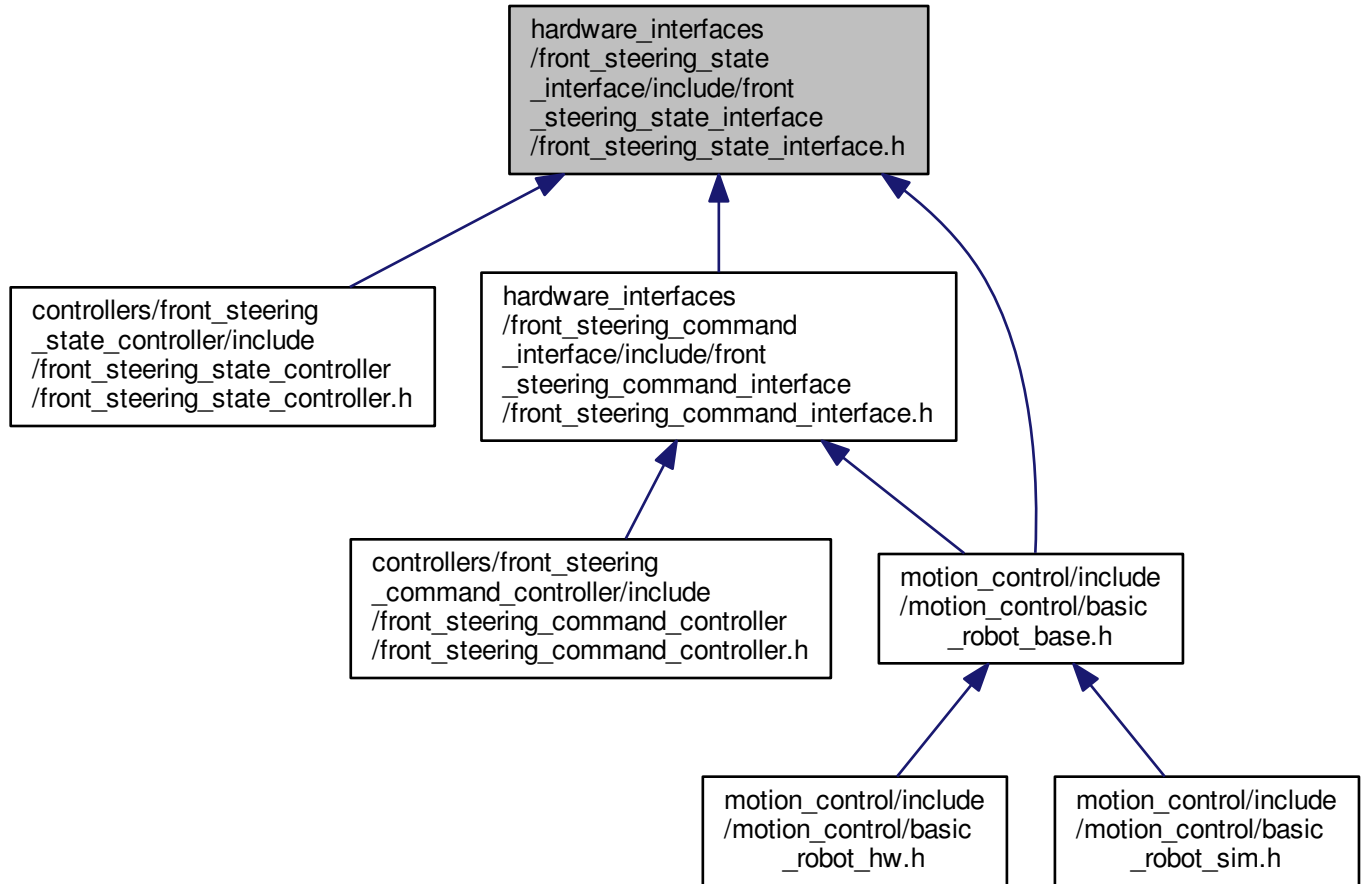 hardware_interfaces
/front_steering_state
_interface/include/front
_steering_state_interface
/front_steering_state_interface.h
controllers/front_steering
_state_controller/include
/front_steering_state_controller
/front_steering_state_controller.h
hardware_interfaces
/front_steering_command
_interface/include/front
_steering_command_interface
/front_steering_command_interface.h
controllers/front_steering
_command_controller/include
/front_steering_command_controller
/front_steering_command_controller.h
motion_control/include
/motion_control/basic
_robot_base.h
motion_control/include
/motion_control/basic
_robot_hw.h
motion_control/include
/motion_control/basic
_robot_sim.h